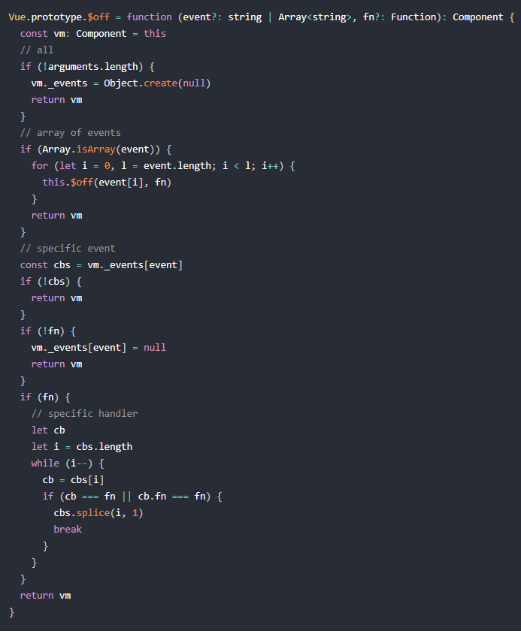 Vue.prototype.$off = function (event?: string | Array<string>, fn?: Function): Component {
  const vm: Component = this
  // all
  if (!arguments.length) {
    vm._events = Object.create(null)
    return vm
  }
  // array of events
  if (Array.isArray(event)) {
    for (let i = 0, l = event.length; i < l; i++) {
      this.$off(event[i], fn)
    }
    return vm
  }
  // specific event
  const cbs = vm._events[event]
  if (!cbs) {
    return vm
  }
  if (!fn) {
    vm._events[event] = null
    return vm
  }
  if (fn) {
    // specific handler
    let cb
    let i = cbs.length
    while (i--) {
      cb = cbs[i]
      if (cb === fn || cb.fn === fn) {
        cbs.splice(i, 1)
        break
      }
    }
  }
  return vm
}